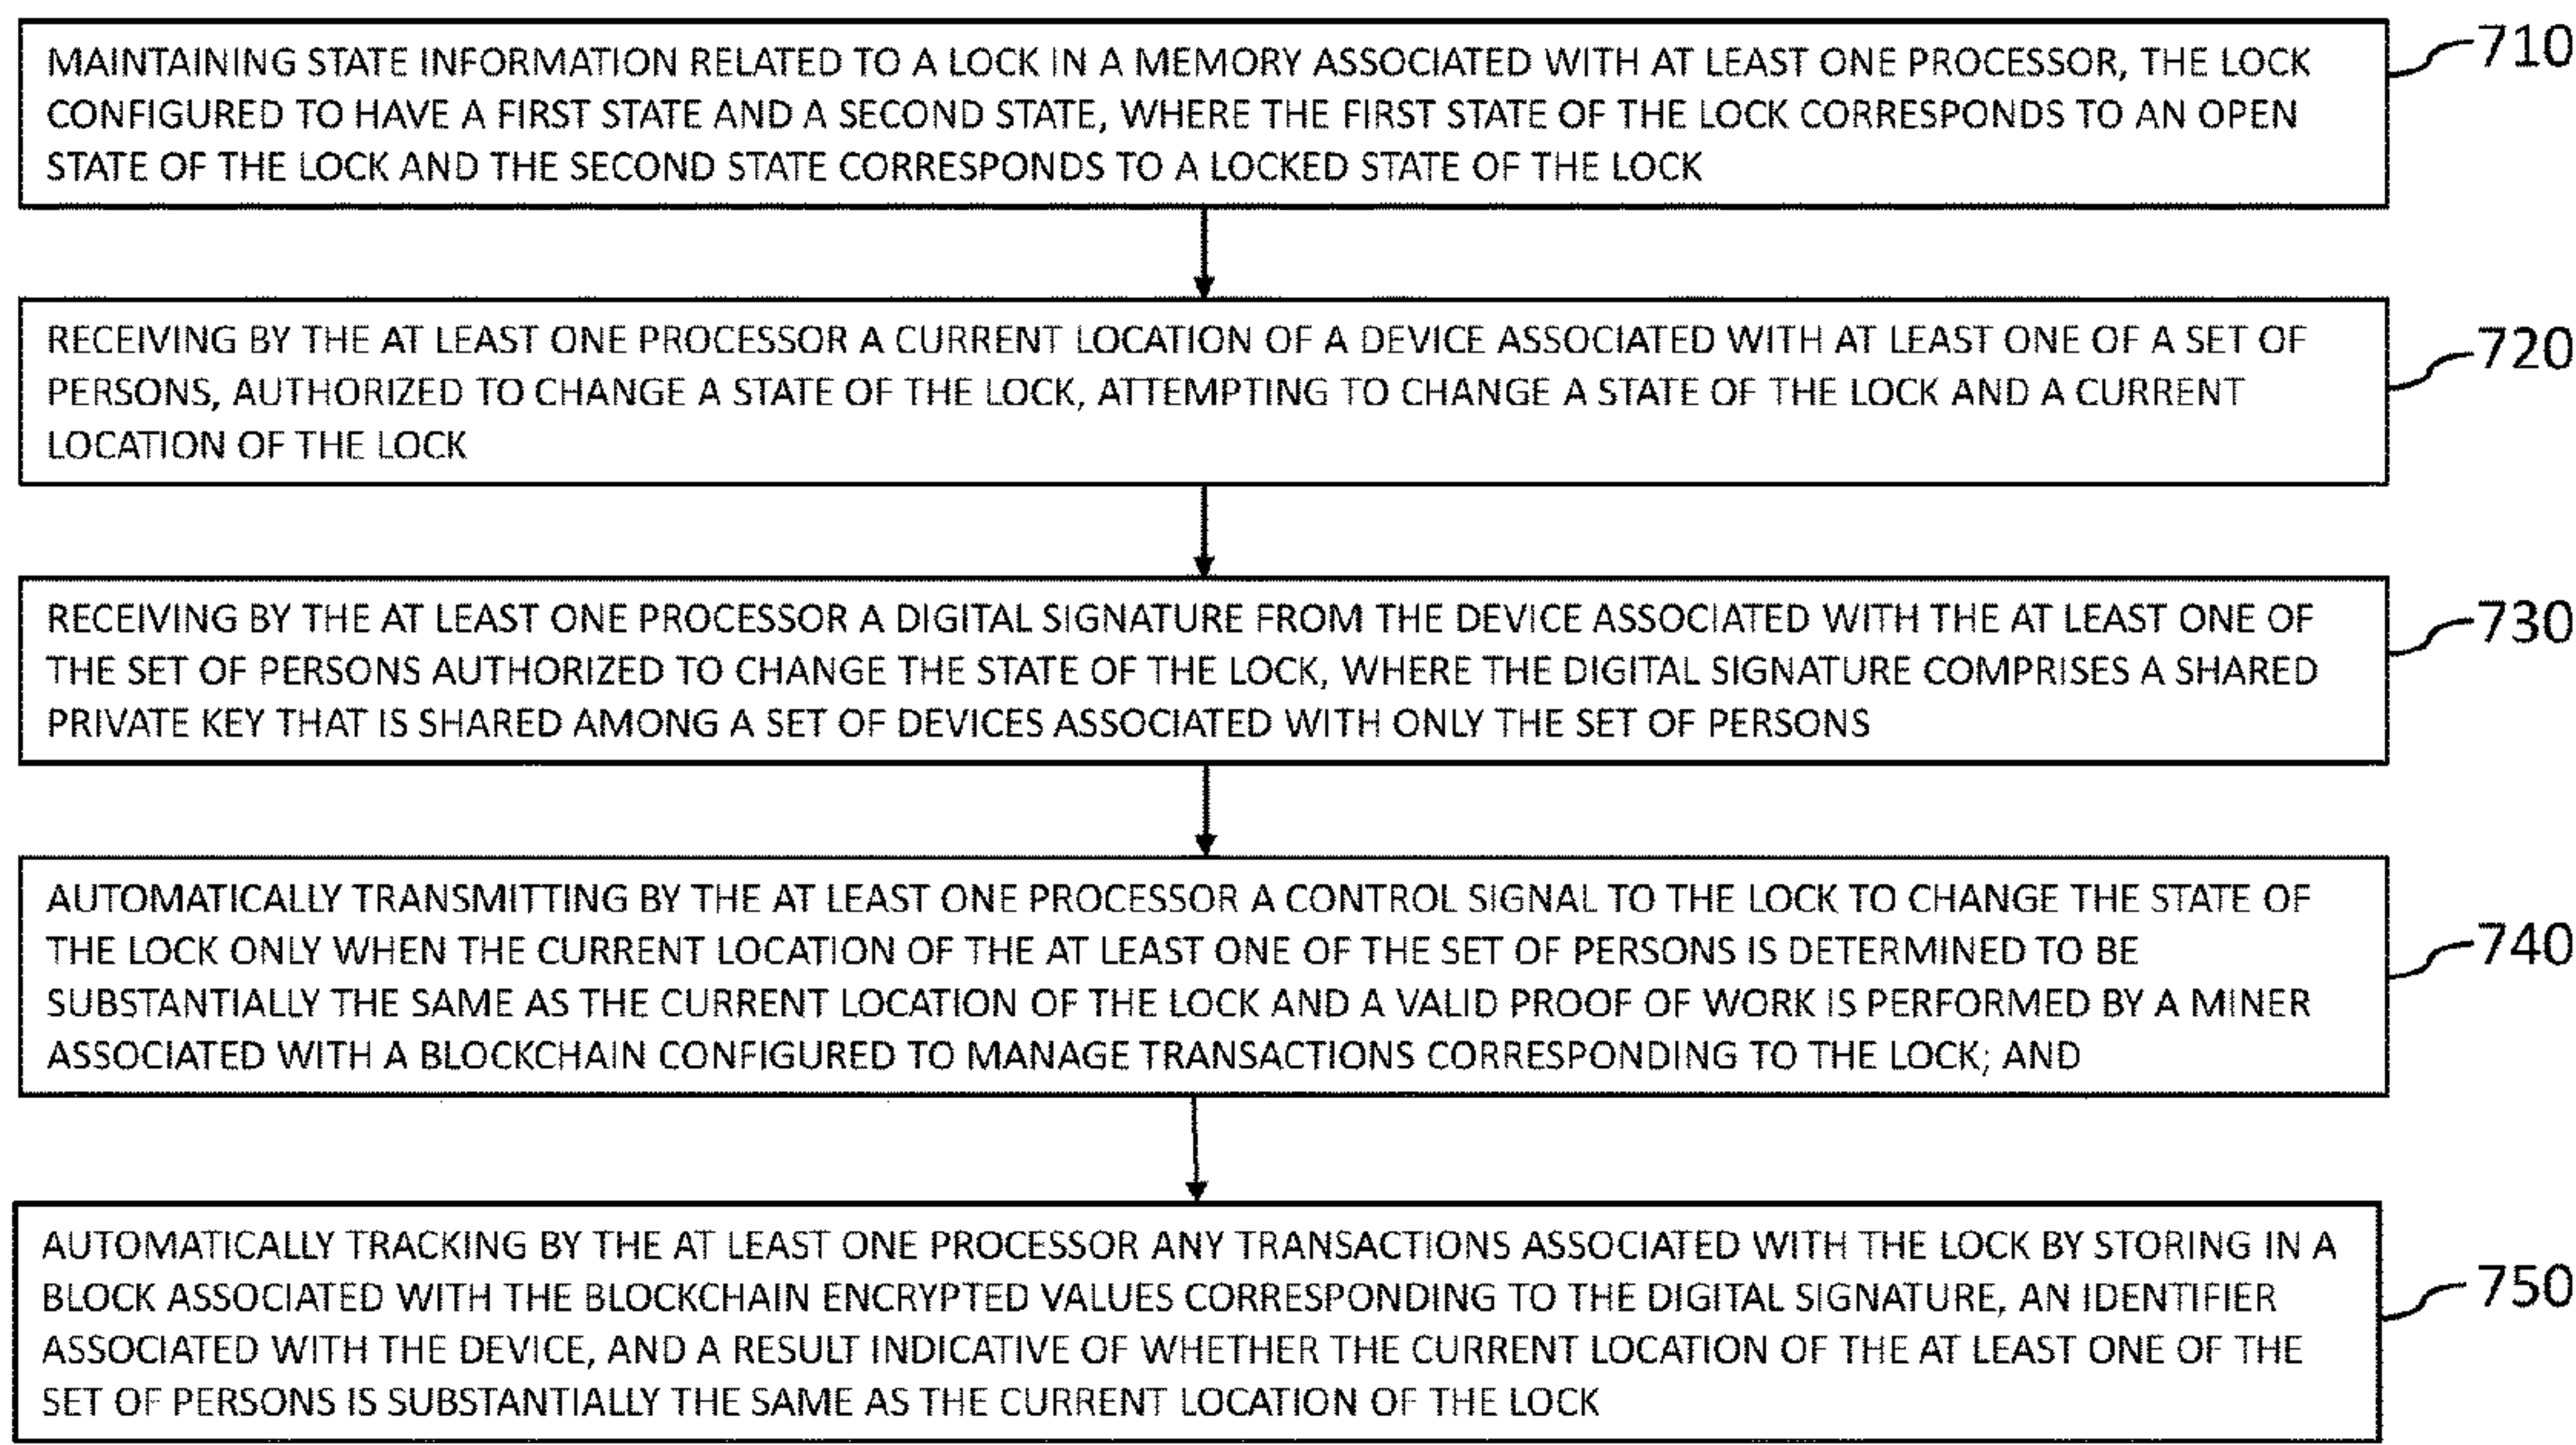 MAINTAINING STATE INFORMATION RELATED TO A LOCK IN A MEMORY ASSOCIATED WITH AT LEAST ONE PROCESSOR, THE LOCK
CONFIGURED TO HAVE A FIRST STATE AND A SECOND STATE, WHERE THE FIRST STATE OF THE LOCK CORRESPONDS TO AN OPEN
STATE OF THE LOCK AND THE SECOND STATE CORRESPONDS TO A LOCKED STATE OF THE LOCK
710
RECEIVING BY THE AT LEAST ONE PROCESSOR A CURRENT LOCATION OF A DEVICE ASSOCIATED WITH AT LEAST ONE OF A SET OF
PERSONS, AUTHORIZED TO CHANGE A STATE OF THE LOCK, ATTEMPTING TO CHANGE A STATE OF THE LOCK AND A CURRENT
LOCATION OF THE LOCK
720
RECEIVING BY THE AT LEAST ONE PROCESSOR A DIGITAL SIGNATURE FROM THE DEVICE ASSOCIATED WITH THE AT LEAST ONE OF
THE SET OF PERSONS AUTHORIZED TO CHANGE THE STATE OF THE LOCK, WHERE THE DIGITAL SIGNATURE COMPRISES A SHARED
PRIVATE KEY THAT IS SHARED AMONG A SET OF DEVICES ASSOCIATED WITH ONLY THE SET OF PERSONS
730
AUTOMATICALLY TRANSMITTING BY THE AT LEAST ONE PROCESSOR A CONTROL SIGNAL TO THE LOCK TO CHANGE THE STATE OF
THE LOCK ONLY WHEN THE CURRENT LOCATION OF THE AT LEAST ONE OF THE SET OF PERSONS IS DETERMINED TO BE
SUBSTANTIALLY THE SAME AS THE CURRENT LOCATION OF THE LOCK AND A VALID PROOF OF WORK IS PERFORMED BY A MINER
ASSOCIATED WITH A BLOCKCHAIN CONFIGURED TO MANAGE TRANSACTIONS CORRESPONDING TO THE LOCK; AND
740
AUTOMATICALLY TRACKING BY THE AT LEAST ONE PROCESSOR ANY TRANSACTIONS ASSOCIATED WITH THE LOCK BY STORING IN A
BLOCK ASSOCIATED WITH THE BLOCKCHAIN ENCRYPTED VALUES CORRESPONDING TO THE DIGITAL SIGNATURE, AN IDENTIFIER
ASSOCIATED WITH THE DEVICE, AND A RESULT INDICATIVE OF WHETHER THE CURRENT LOCATION OF THE AT LEAST ONE OF THE
SET OF PERSONS IS SUBSTANTIALLY THE SAME AS THE CURRENT LOCATION OF THE LOCK
750